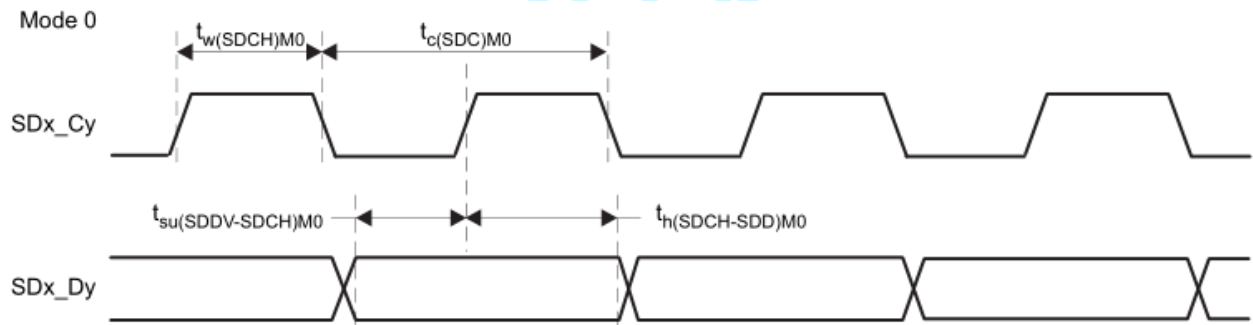 Mode 0
tw(SDCH)M0 tc(SDC)M0
SDx_Cy
tsu(SDDV-SDCH)M0 th(SDCH-SDD)M0
SDx_Dy